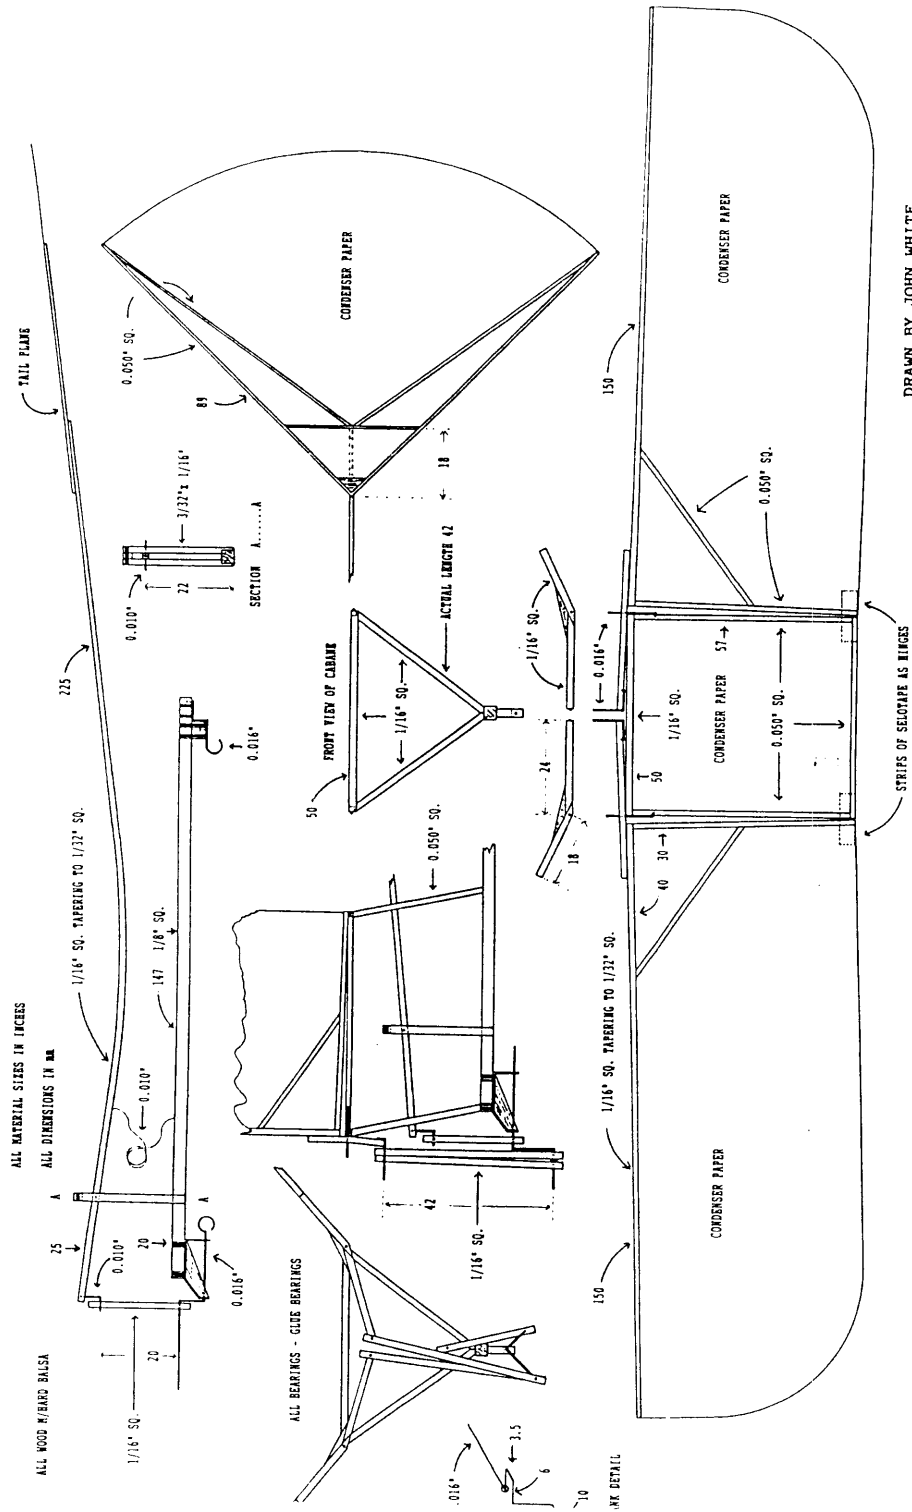 ALL WOOD M/HARD BALSA
ALL MATERIAL SIZES IN INCHES
ALL DIMENSIONS IN mm
1/16" SQ. TAPERING TO 1/32" SQ.
225
TAIL PLANE
25
A
0.010"
0.010"
1/16" SQ.
20
20
A
0.016"
147 1/8" SQ.
0.016"
0.010"
3/32"x 1/16"
22
SECTION A......A
0.050" SQ.
89
CONDENSER PAPER
18
ALL BEARINGS - GLUE BEARINGS
42
1/16" SQ.
0.050" SQ.
50
FRONT VIEW OF CABANE
1/16" SQ.
ACTUAL LENGTH 42
.016"
3.5
6
10
NK DETAIL
18
24
1/16" SQ.
0.016"
150
1/16" SQ. TAPERING TO 1/32" SQ.
40
30
50
1/16" SQ.
57
150
0.050" SQ.
CONDENSER PAPER
CONDENSER PAPER
0.050" SQ.
CONDENSER PAPER
STRIPS OF SELOTAPE AS HINGES
DRAWN BY JOHN WHITE